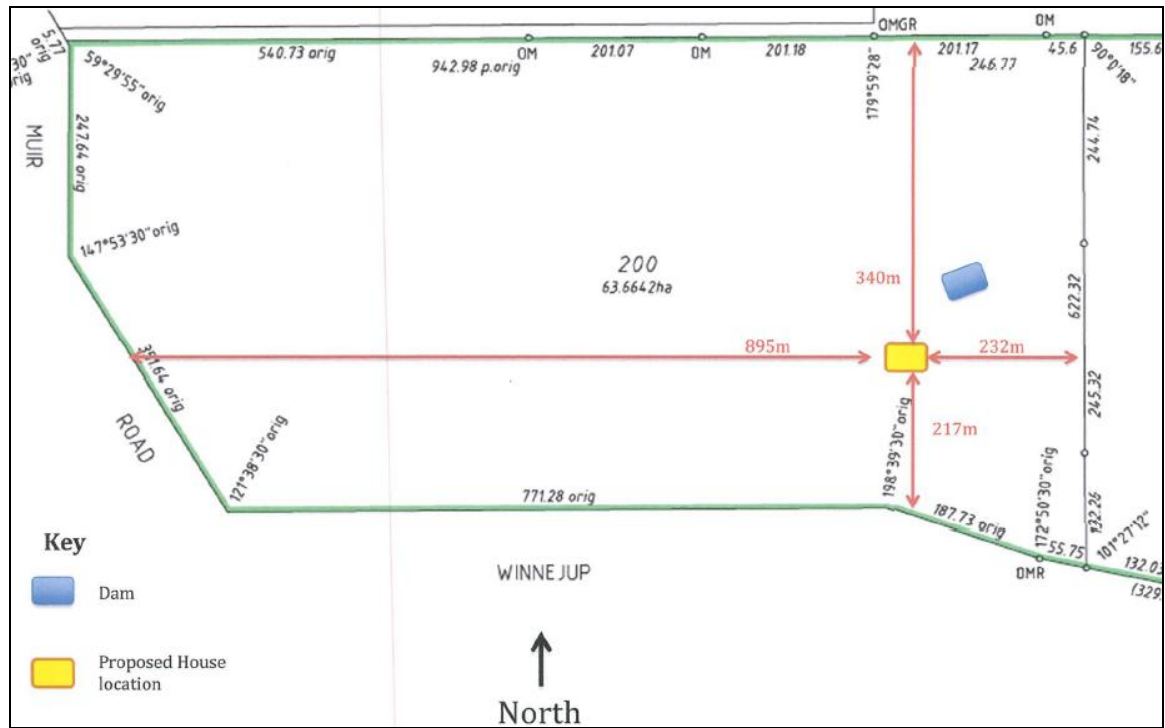 OM
OMGR
5.77
540.73 orig
OM
201.07
OM
201.18
201.17
45.6
155.6
942.98 p.orig
246.77
59°29'55"orig
179°59'28"
90°0'18"
247.64 orig
244.74
MUIR
147°53'30"orig
200
63.6642ha
340m
622.32
895m
232m
351.64 orig
245.32
ROAD
121°38'30"orig
198°39'30"orig
217m
771.28 orig
187.73 orig
172°50'30"orig
132.26
101°27'12"
55.75
OMR
132.03
(329.
WINNEJUP
Key
Dam
Proposed House
location
North